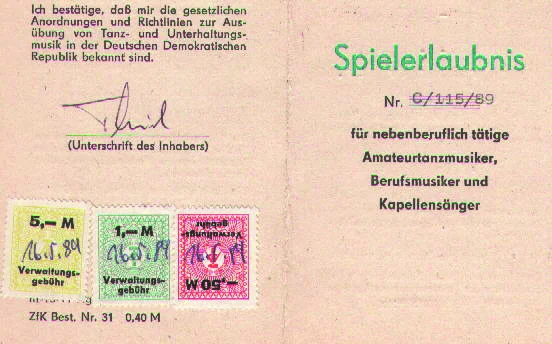 Ich bestätige, daß mir die gesetzlichen
Anordnungen und Richtlinien zur Aus-
übung von Tanz- und Unterhaltungs-
musik in der Deutschen Demokratischen
Republik bekannt sind.
(Unterschrift des Inhabers)
5,— M
16.5.89
Verwaltungs-
gebühr
1,— M
16.5.89
Verwaltungs-
gebühr
—,50 M
16.5.89
Verwaltungs-
gebühr
ZfK Best. Nr. 31 0,40 M
Spielerlaubnis
Nr. C/115/89
für nebenberuflich tätige
Amateurtanzmusiker,
Berufsmusiker und
Kapellensänger